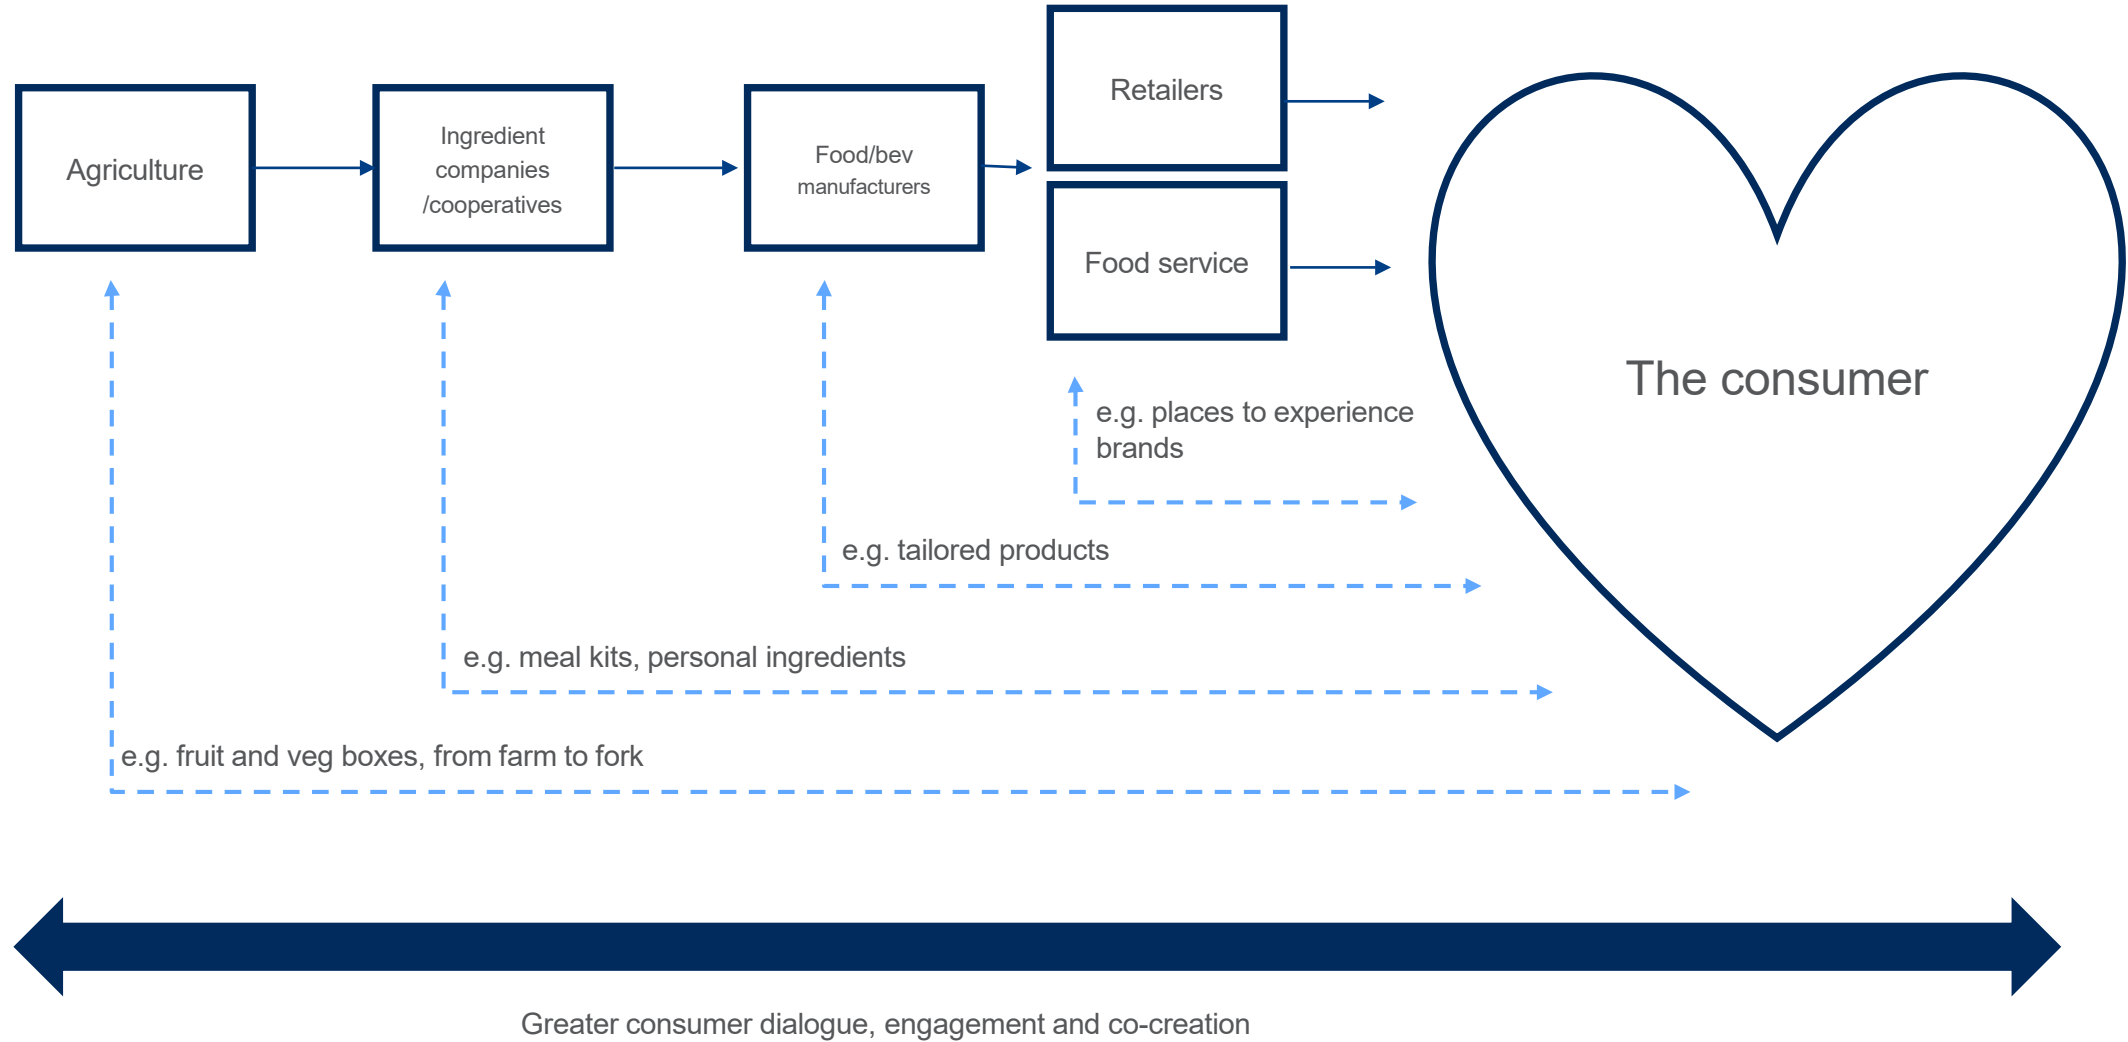 Agriculture
Ingredient
companies
/cooperatives
Food/bev
manufacturers
Retailers
Food service
The consumer
e.g. places to experience
brands
e.g. tailored products
e.g. meal kits, personal ingredients
e.g. fruit and veg boxes, from farm to fork
Greater consumer dialogue, engagement and co-creation